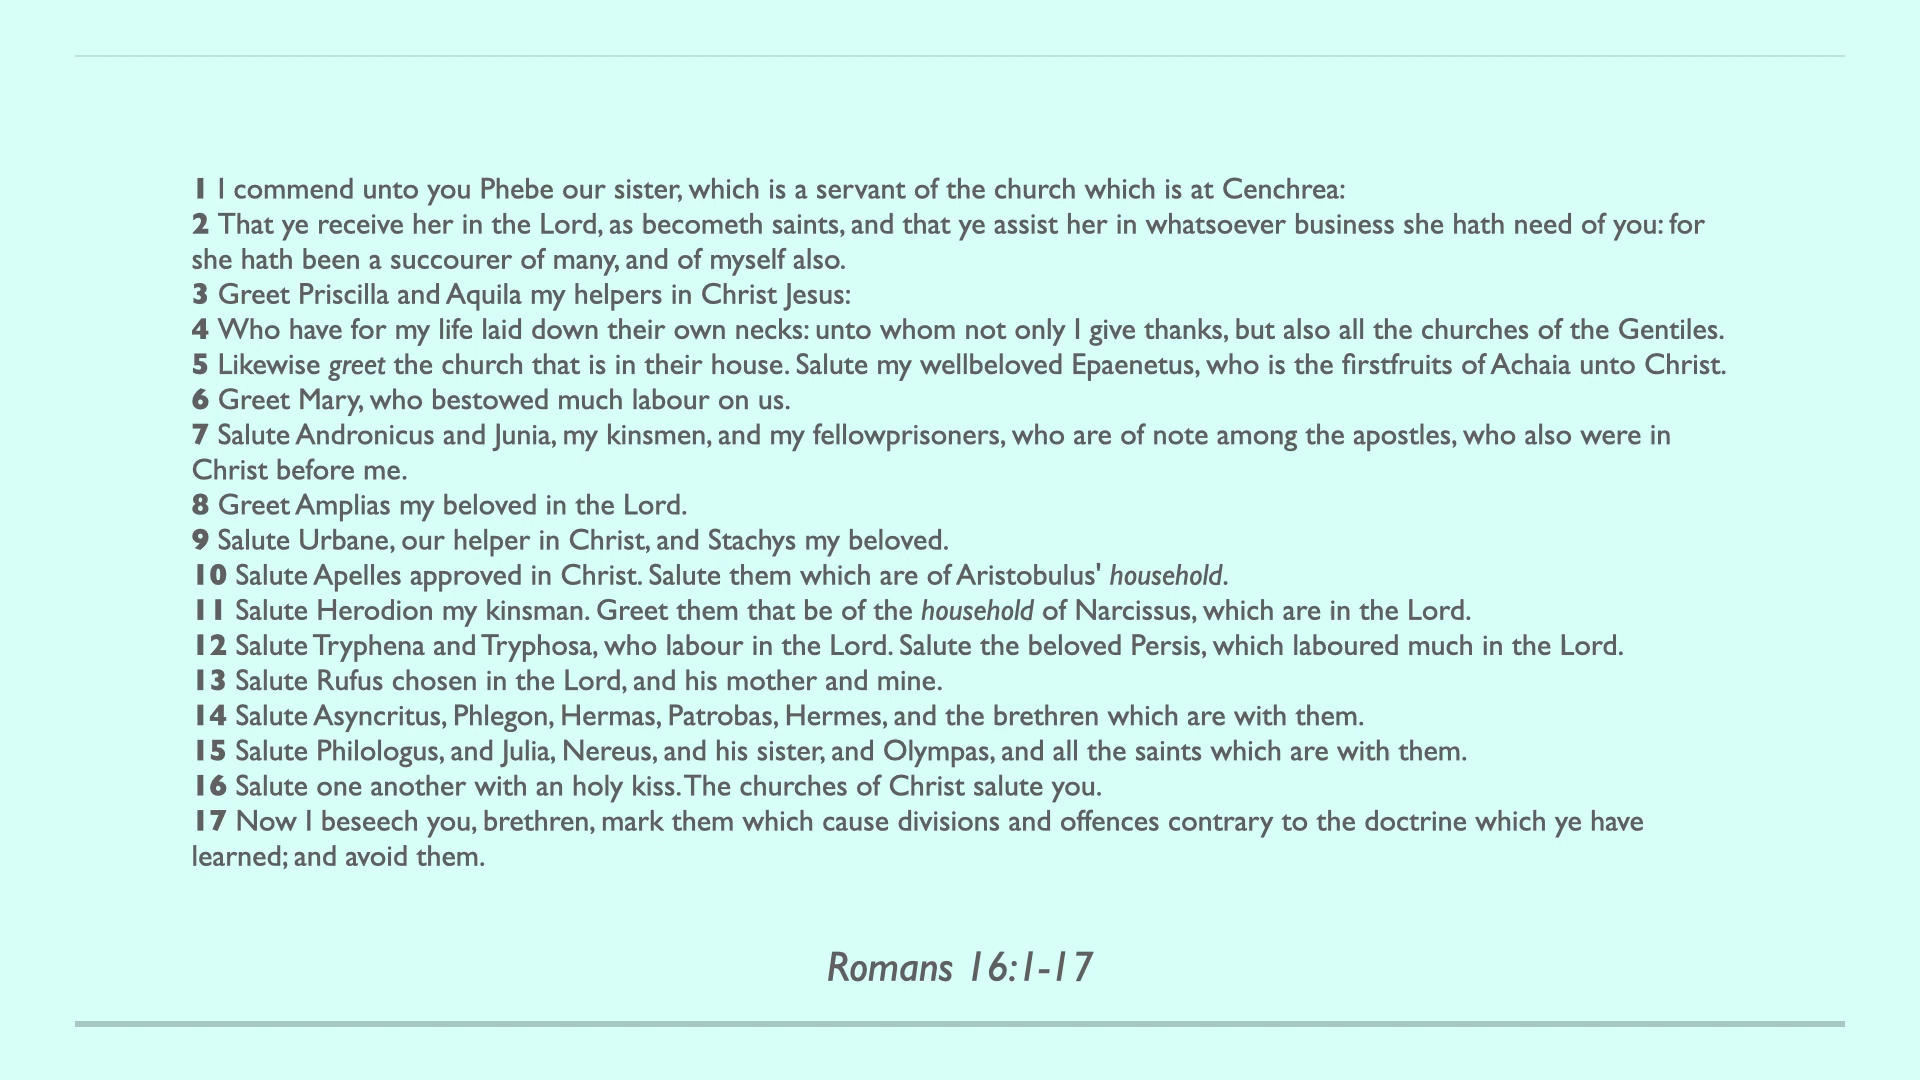 1 I commend unto you Phebe our sister, which is a servant of the church which is at Cenchrea:
2 That ye receive her in the Lord, as becometh saints, and that ye assist her in whatsoever business she hath need of you: for
she hath been a succourer of many, and of myself also.
3 Greet Priscilla and Aquila my helpers in Christ Jesus:
4 Who have for my life laid down their own necks: unto whom not only I give thanks, but also all the churches of the Gentiles.
5 Likewise greet the church that is in their house. Salute my wellbeloved Epaenetus, who is the firstfruits of Achaia unto Christ.
6 Greet Mary, who bestowed much labour on us.
7 Salute Andronicus and Junia, my kinsmen, and my fellowprisoners, who are of note among the apostles, who also were in
Christ before me.
8 Greet Amplias my beloved in the Lord.
9 Salute Urbane, our helper in Christ, and Stachys my beloved.
10 Salute Apelles approved in Christ. Salute them which are of Aristobulus' household.
11 Salute Herodion my kinsman. Greet them that be of the household of Narcissus, which are in the Lord.
12 Salute Tryphena and Tryphosa, who labour in the Lord. Salute the beloved Persis, which laboured much in the Lord.
13 Salute Rufus chosen in the Lord, and his mother and mine.
14 Salute Asyncritus, Phlegon, Hermas, Patrobas, Hermes, and the brethren which are with them.
15 Salute Philologus, and Julia, Nereus, and his sister, and Olympas, and all the saints which are with them.
16 Salute one another with an holy kiss. The churches of Christ salute you.
17 Now I beseech you, brethren, mark them which cause divisions and offences contrary to the doctrine which ye have
learned; and avoid them.
Romans 16:1-17